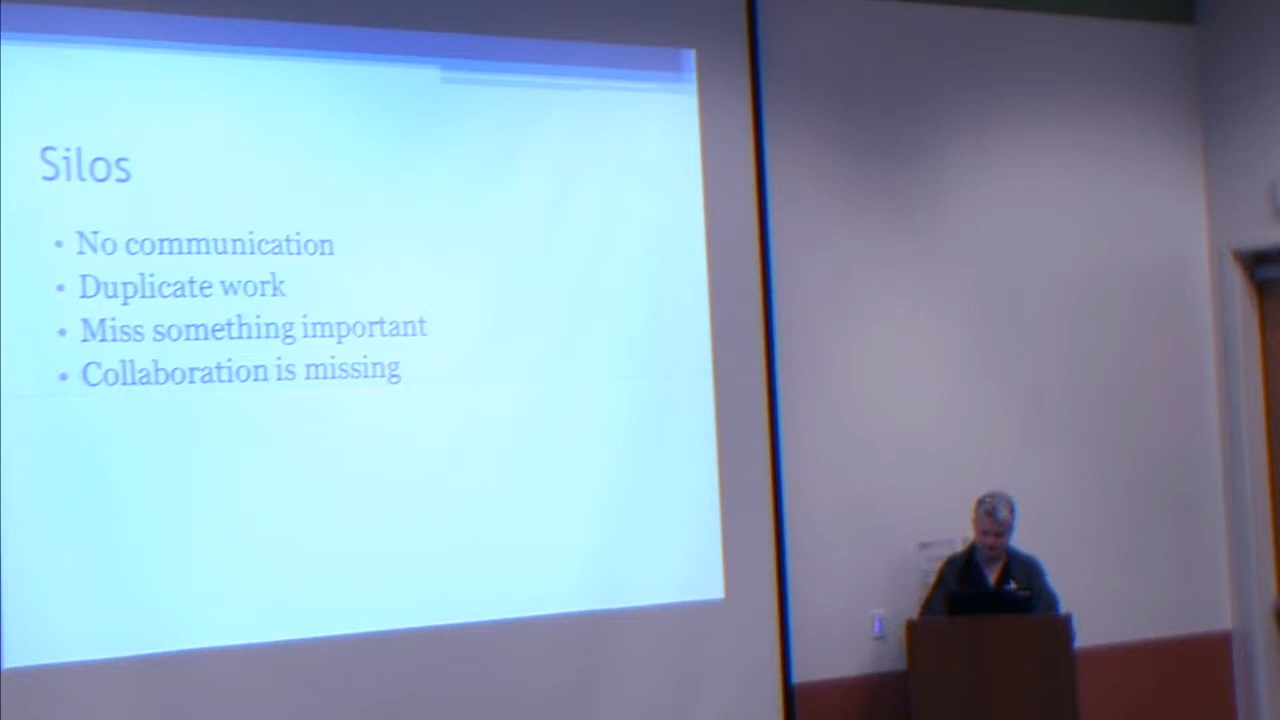 Silos
• No communication
• Duplicate work
• Miss something important
• Collaboration is missing